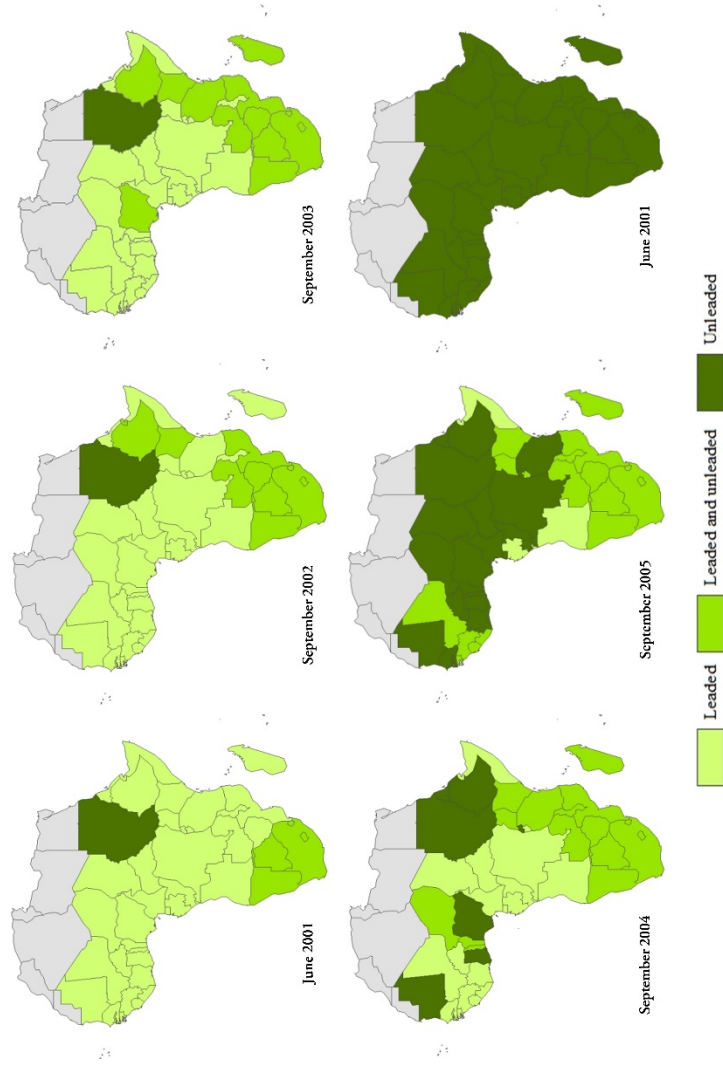 June 2001
September 2002
September 2003
September 2004
September 2005
June 2001
Leaded
Leaded and unleaded
Unleaded